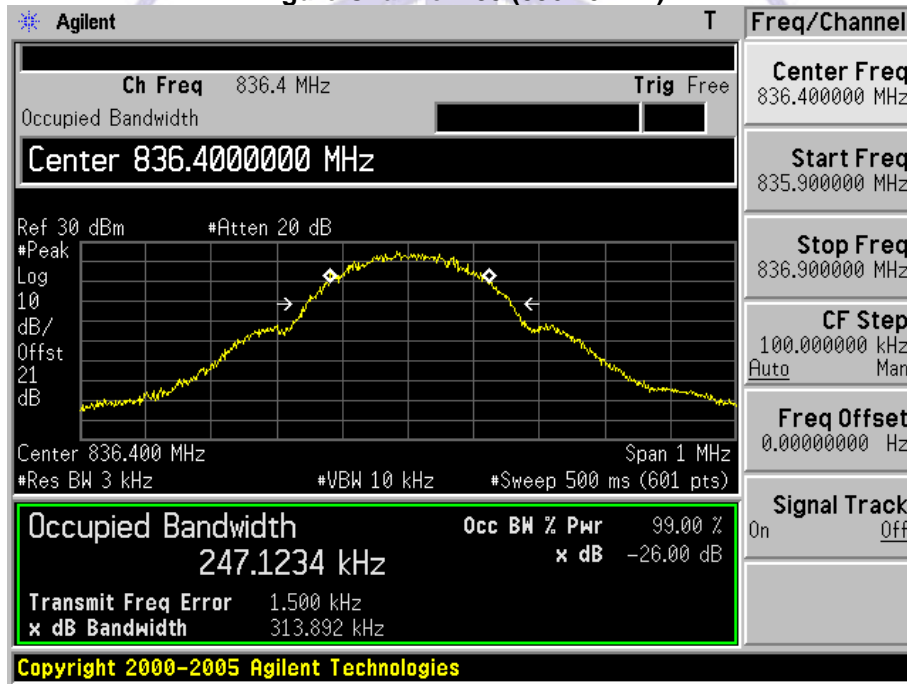 Agilent T
Ch Freq 836.4 MHz Trig Free
Occupied Bandwidth
Center 836.4000000 MHz
Ref 30 dBm #Atten 20 dB
#Peak
Log
10
dB/
Offst
21
dB
Center 836.400 MHz Span 1 MHz
#Res BW 3 kHz #VBW 10 kHz #Sweep 500 ms (601 pts)
Occupied Bandwidth Occ BW % Pwr 99.00 %
247.1234 kHz x dB -26.00 dB
Transmit Freq Error 1.500 kHz
x dB Bandwidth 313.892 kHz
Copyright 2000-2005 Agilent Technologies
Freq/Channel
Center Freq
836.400000 MHz
Start Freq
835.900000 MHz
Stop Freq
836.900000 MHz
CF Step
100.000000 kHz
Auto Man
Freq Offset
0.00000000 Hz
Signal Track
On Off